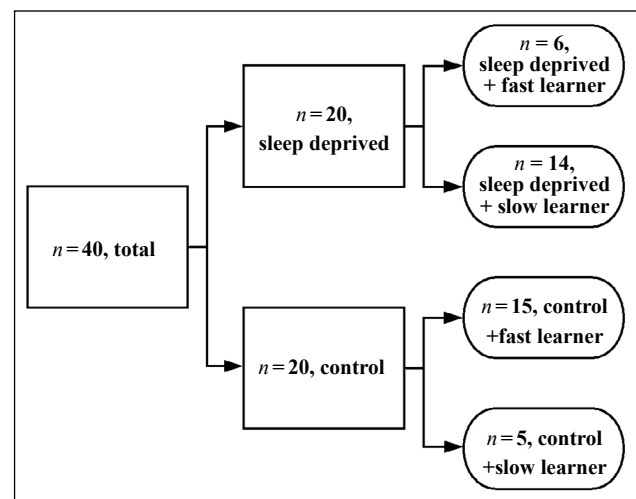 n = 40, total
n = 20,
sleep deprived
n = 20, control
n = 6,
sleep deprived
+ fast learner
n = 14,
sleep deprived
+ slow learner
n = 15, control
+fast learner
n = 5, control
+slow learner